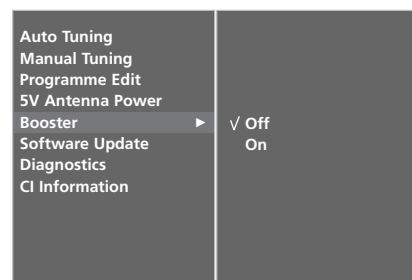 Auto Tuning
Manual Tuning
Programme Edit
5V Antenna Power
Booster ►
Software Update
Diagnostics
CI Information
√ Off
On